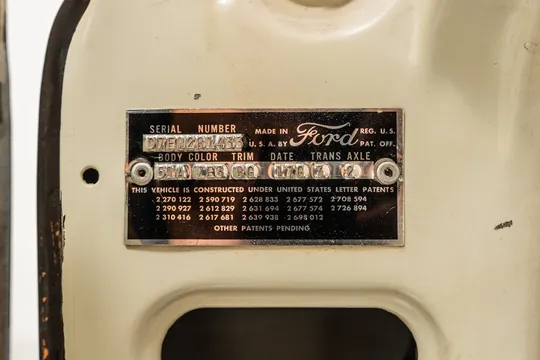 SERIAL NUMBER
MADE IN Ford REG. U.S.
U.S.A. BY PAT. OFF.
BODY COLOR TRIM DATE TRANS AXLE
THIS VEHICLE IS CONSTRUCTED UNDER UNITED STATES LETTER PATENTS
2 270 122 2 590 719 2 628 833 2 677 572 2 708 594
2 290 927 2 612 829 2 631 694 2 677 574 2 726 894
2 310 416 2 617 681 2 639 938 2 698 012
OTHER PATENTS PENDING